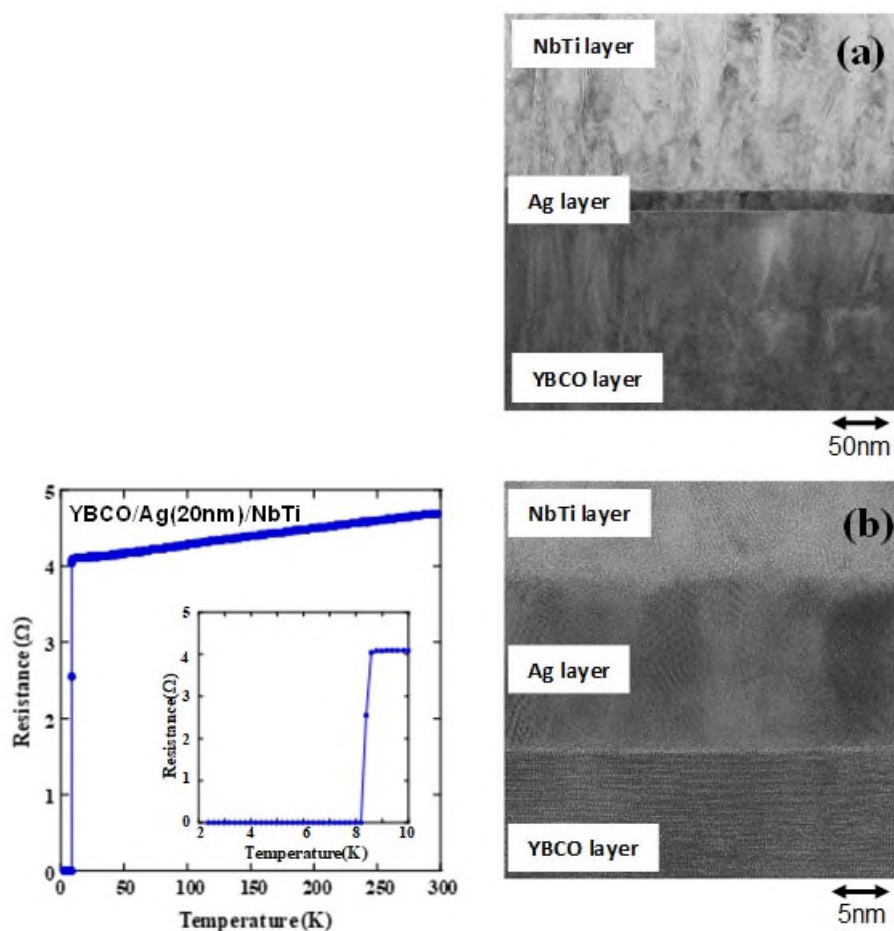 NbTi layer
(a)
Ag layer
YBCO layer
50nm
YBCO/Ag(20nm)/NbTi
5
4
3
2
1
0
Resistance(Ω)
0 50 100 150 200 250 300
Temperature(K)
5
4
3
2
1
0
Resistance(Ω)
2 4 6 8 10
Temperature(K)
NbTi layer
(b)
Ag layer
YBCO layer
5nm